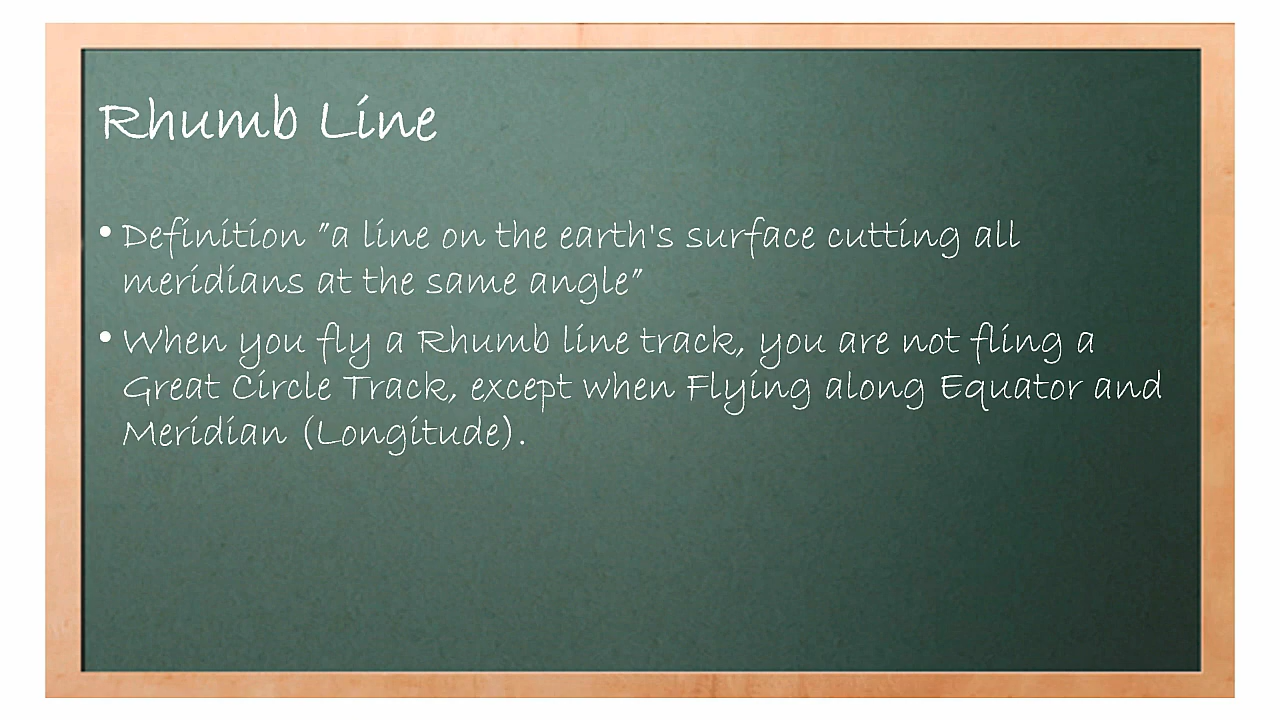 Rhumb Line
• Definition "a line on the earth's surface cutting all
meridians at the same angle"
• When you fly a Rhumb line track, you are not fling a
Great Circle Track, except when Flying along Equator and
Meridian (Longitude).